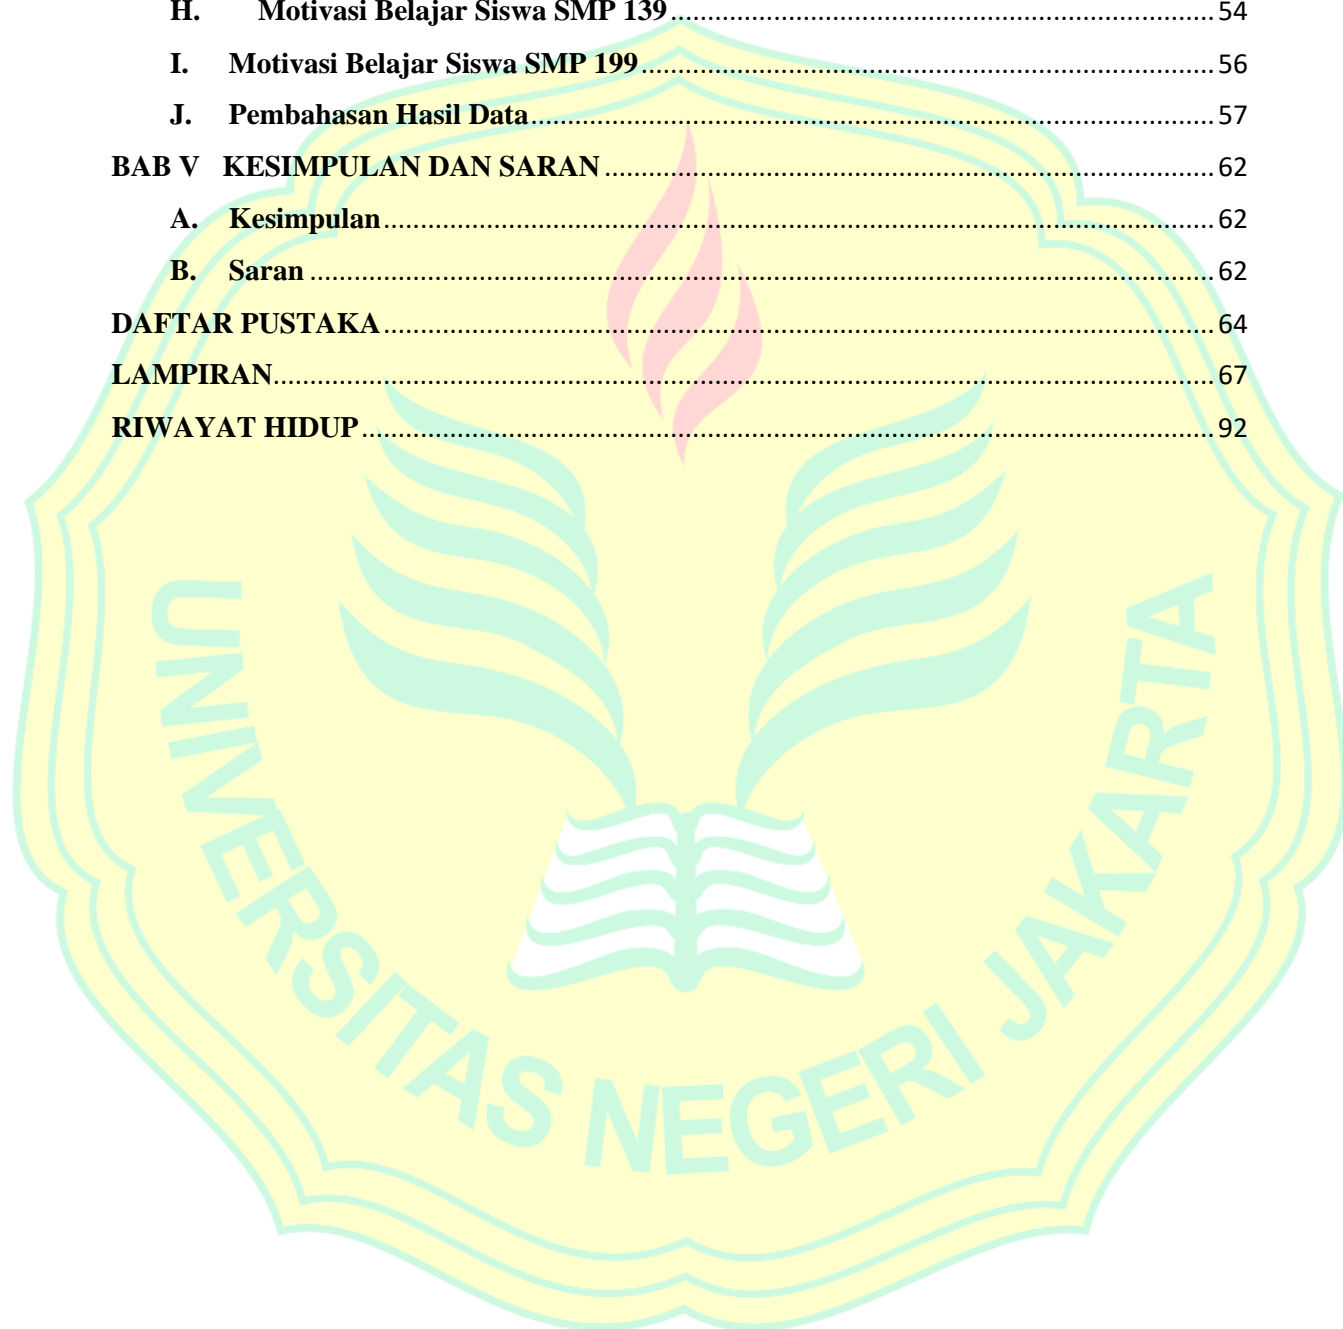 H. Motivasi Belajar Siswa SMP 139 .......... 54
I. Motivasi Belajar Siswa SMP 199 .......... 56
J. Pembahasan Hasil Data .......... 57
BAB V KESIMPULAN DAN SARAN .......... 62
A. Kesimpulan .......... 62
B. Saran .......... 62
DAFTAR PUSTAKA .......... 64
LAMPIRAN .......... 67
RIWAYAT HIDUP .......... 92
UNIVERSITAS NEGERI JAKARTA